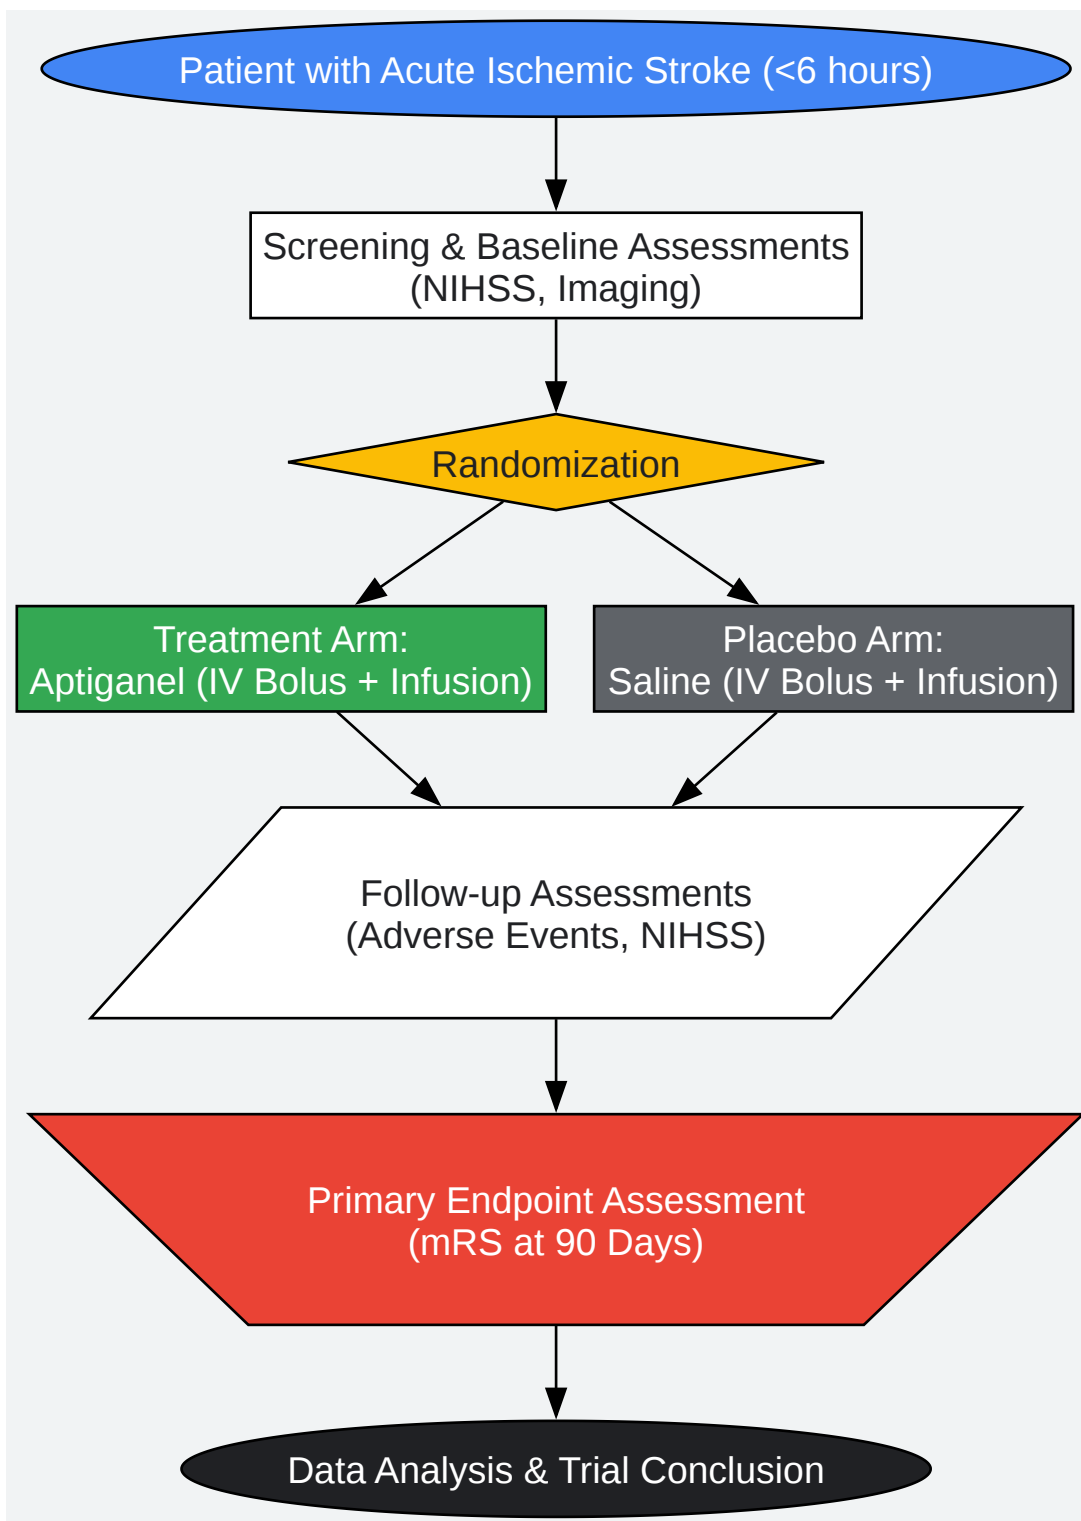 Patient with Acute Ischemic Stroke (<6 hours)
Screening & Baseline Assessments
(NIHSS, Imaging)
Randomization
Treatment Arm:
Aptiganel (IV Bolus + Infusion)
Placebo Arm:
Saline (IV Bolus + Infusion)
Follow-up Assessments
(Adverse Events, NIHSS)
Primary Endpoint Assessment
(mRS at 90 Days)
Data Analysis & Trial Conclusion